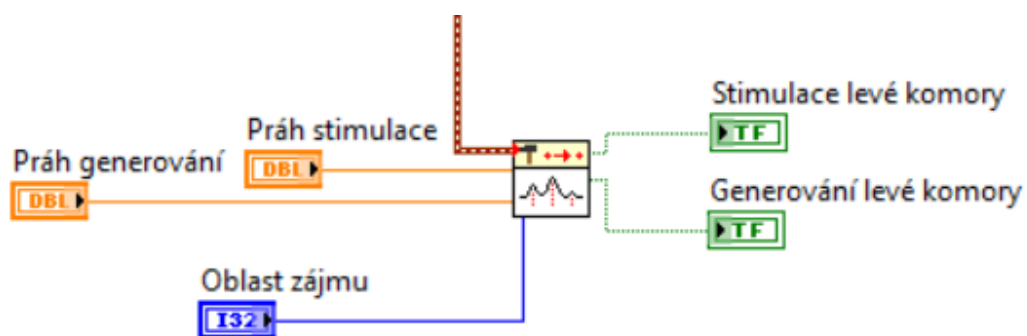 Stimulace levé komory
TF
Práh stimulace
DBL
Práh generování
DBL
Generování levé komory
TF
Oblast zájmu
I32